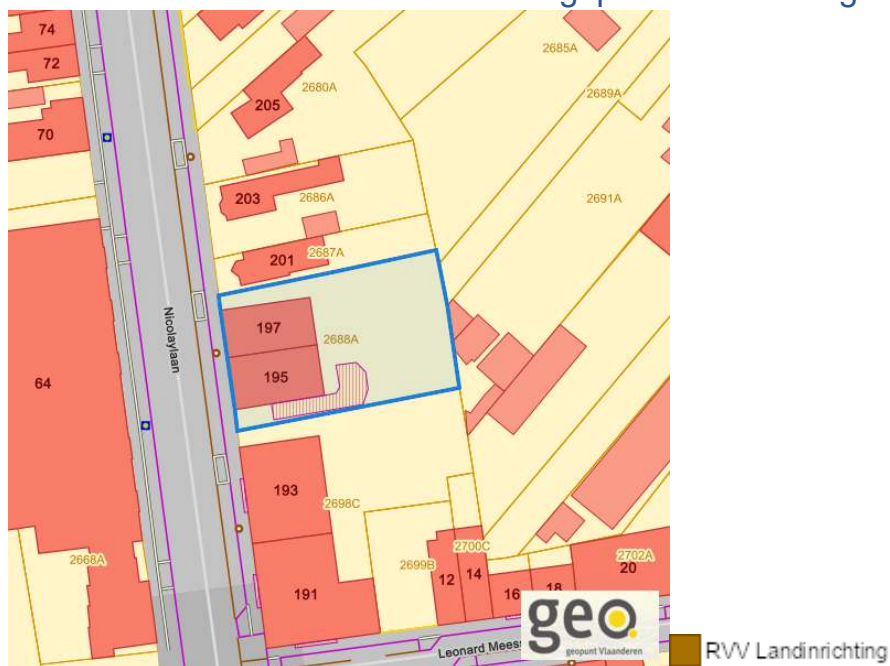 74
72
70
2685A
2680A
2689A
205
203
2686A
2691A
201
2687A
197
2688A
195
Nicolaylaan
64
193
2698C
2668A
2699B
2700C
2702A
12
14
16
18
20
191
geo.
geopunt Vlaanderen
Leonard
RVV Landinrichting